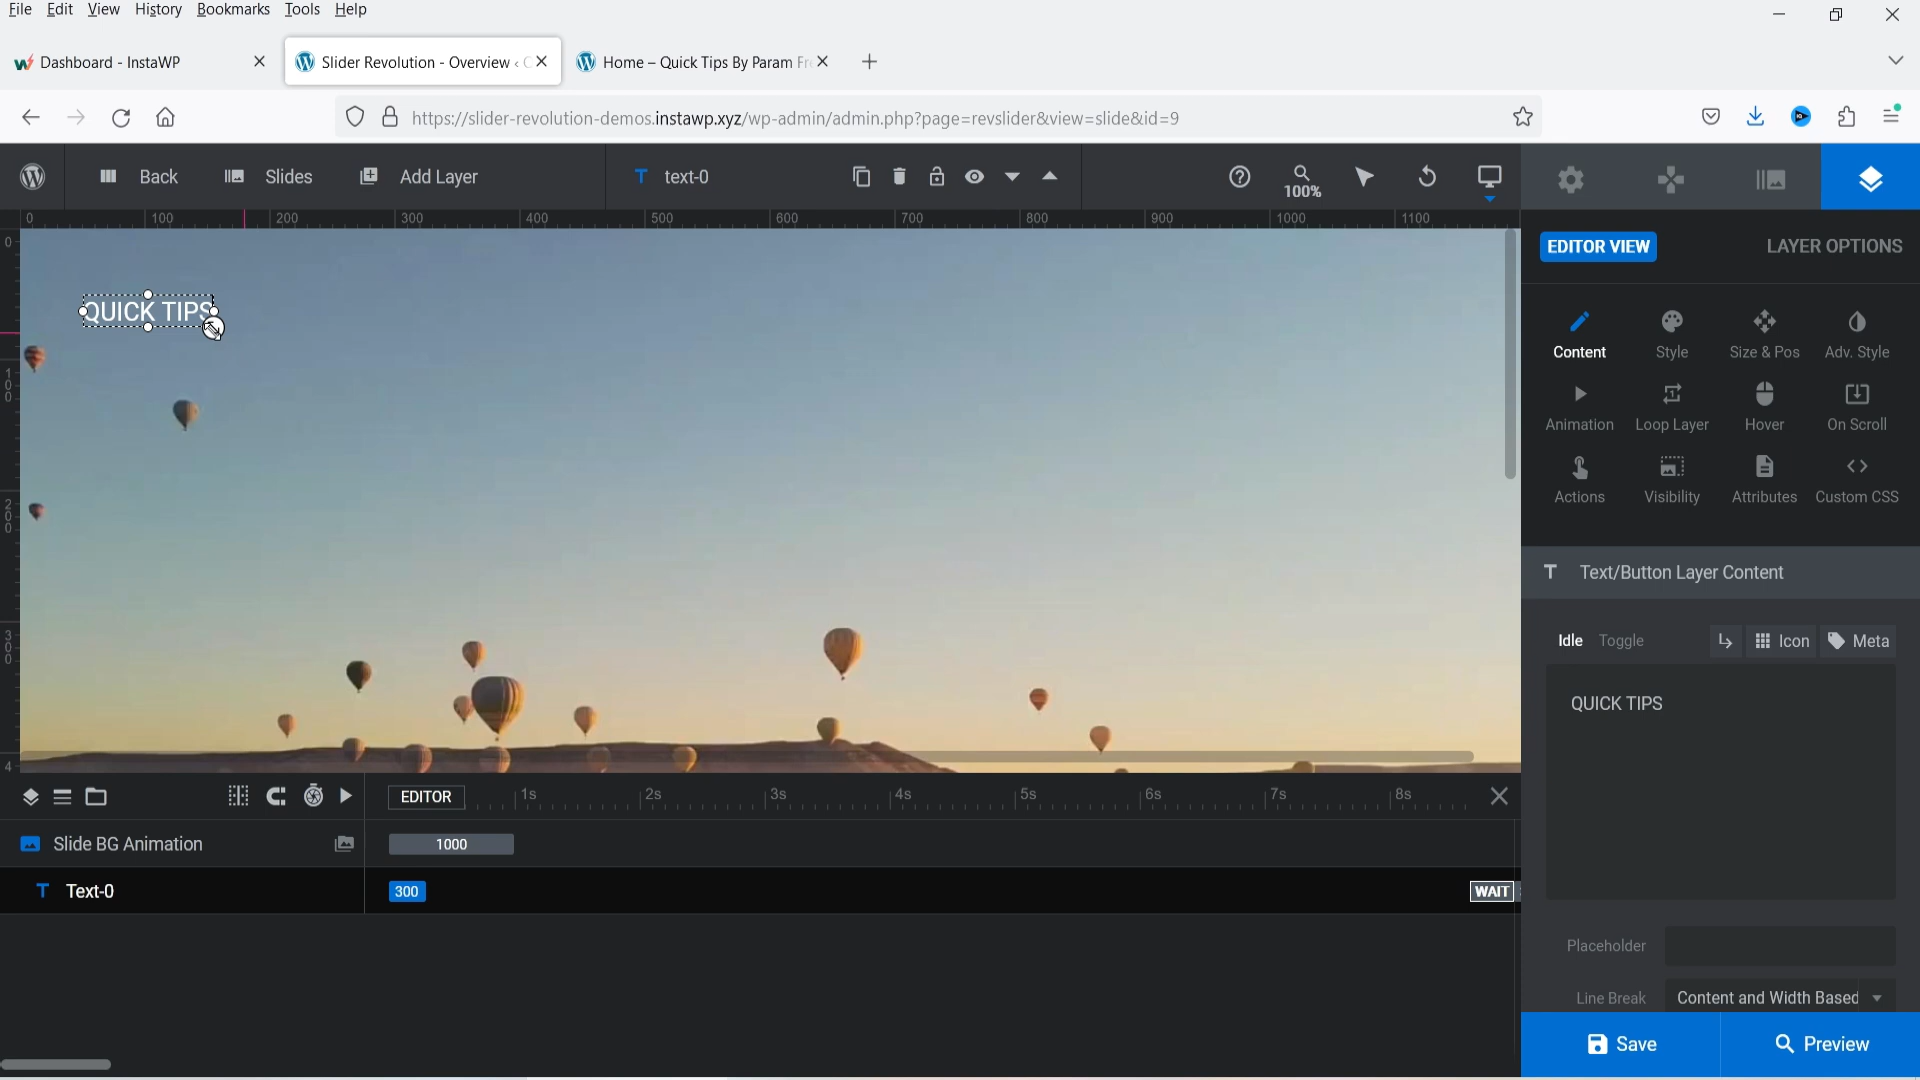 File Edit View History Bookmarks Tools Help
Dashboard - InstaWP
Slider Revolution - Overview ‹
Home – Quick Tips By Param
https://slider-revolution-demos.instawp.xyz/wp-admin/admin.php?page=revslider&view=slide&id=9
Back Slides Add Layer text-0 100%
0 100 200 300 400 500 600 700 800 900 1000 1100
EDITOR VIEW LAYER OPTIONS
0
QUICK TIPS
100
200
300
4
Content Style Size & Pos Adv. Style
Animation Loop Layer Hover On Scroll
Actions Visibility Attributes Custom CSS
Text/Button Layer Content
Idle Toggle Icon Meta
QUICK TIPS
Placeholder
Line Break Content and Width Based
EDITOR 1s 2s 3s 4s 5s 6s 7s 8s
Slide BG Animation 1000
Text-0 300 WAIT
Save Preview